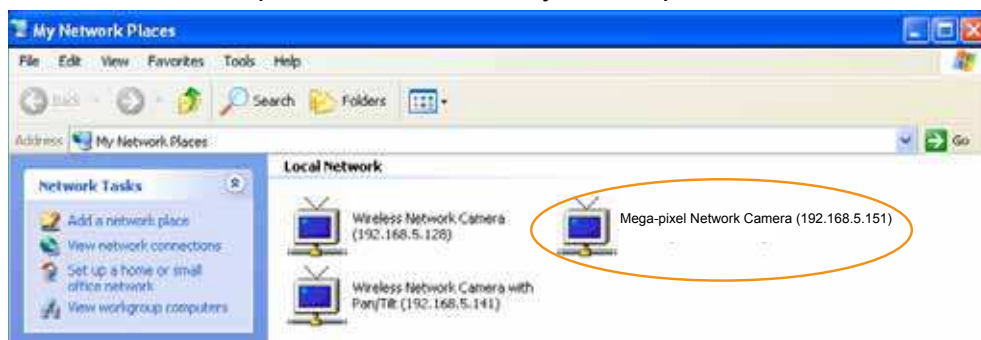 My Network Places
File Edit View Favorites Tools Help
Back Search Folders
Address My Network Places Go
Local Network
Network Tasks
Add a network place
View network connections
Set up a home or small
office network
View workgroup computers
Wireless Network Camera
(192.168.5.128)
Mega-pixel Network Camera (192.168.5.151)
Wireless Network Camera with
Pan/Tilt (192.168.5.141)